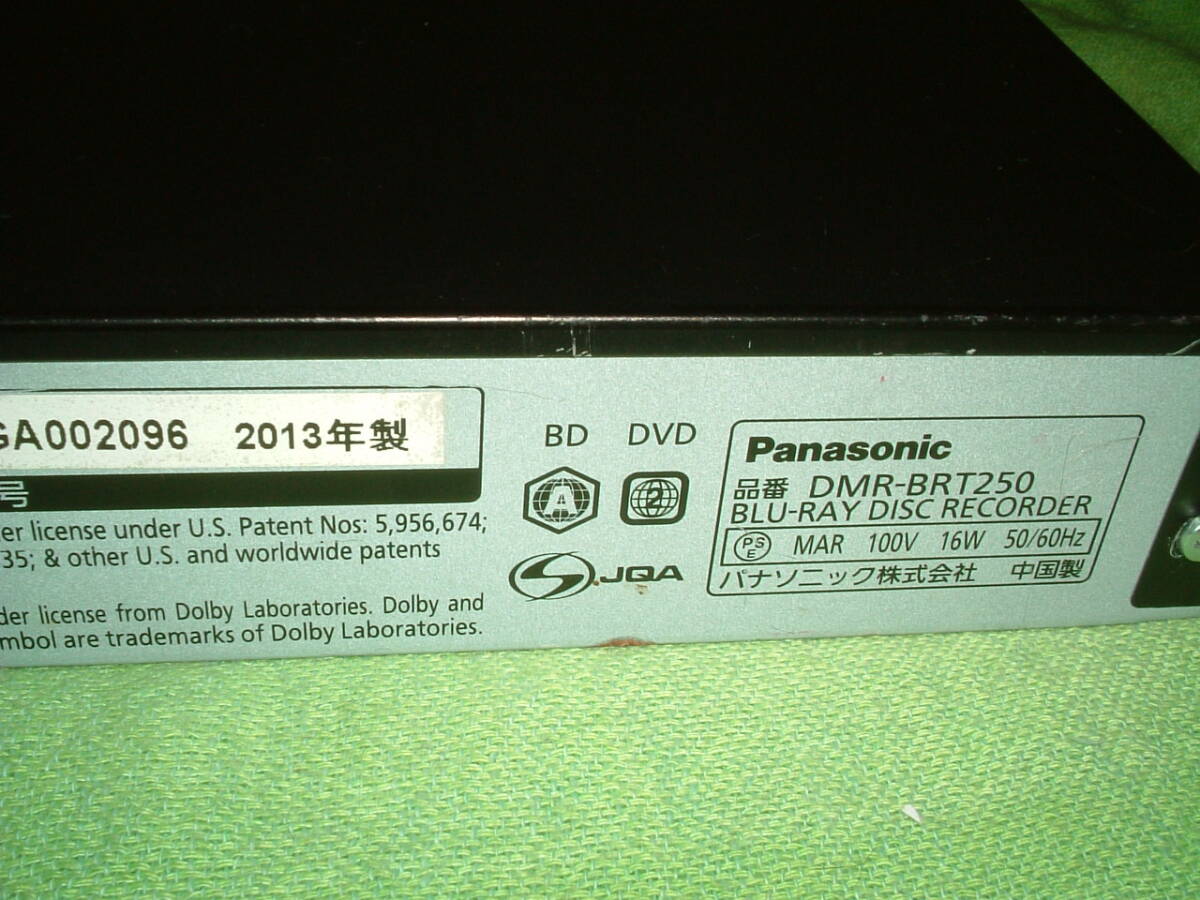 GA002096 2013年製
号
er license under U.S. Patent Nos: 5,956,674;
35; & other U.S. and worldwide patents
der license from Dolby Laboratories. Dolby and
mbol are trademarks of Dolby Laboratories.
BD DVD
A 2
JQA
Panasonic
品番 DMR-BRT250
BLU-RAY DISC RECORDER
PSE MAR 100V 16W 50/60Hz
パナソニック株式会社 中国製